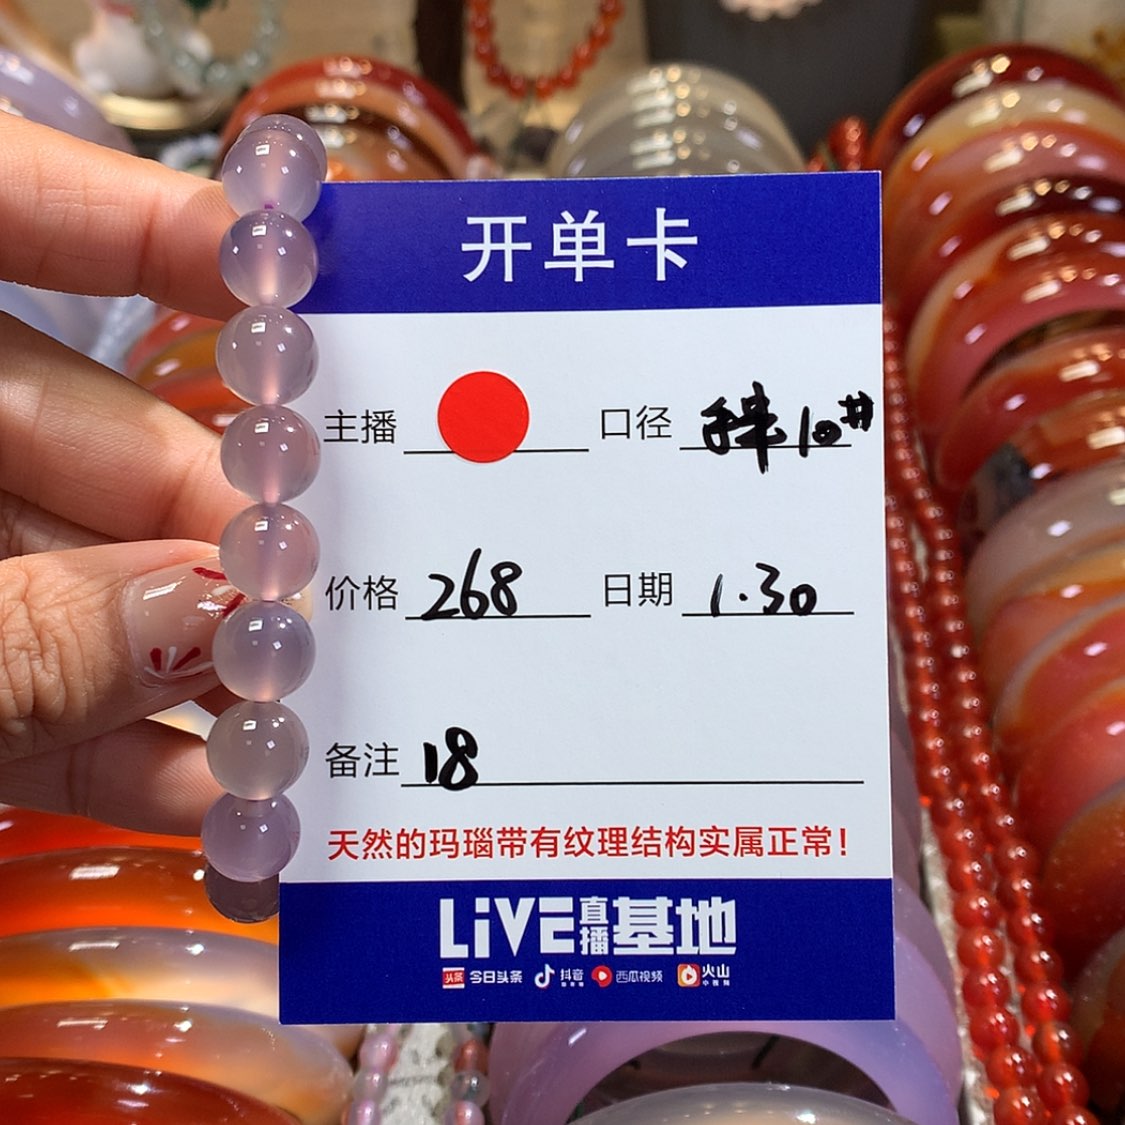 开单卡
主播 口径 手串10#
价格 268 日期 1.30
备注 18
天然的玛瑙带有纹理结构实属正常！
LiVE直播基地
头条 今日头条 抖音 西瓜视频 火山